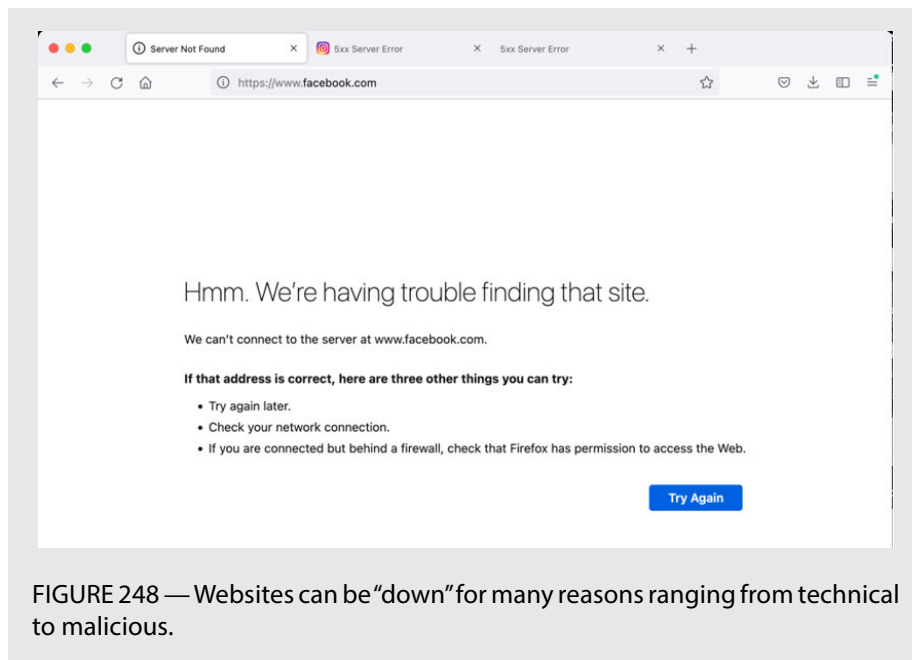 Server Not Found
5xx Server Error
5xx Server Error
https://www.facebook.com
Hmm. We're having trouble finding that site.
We can't connect to the server at www.facebook.com.
If that address is correct, here are three other things you can try:
• Try again later.
• Check your network connection.
• If you are connected but behind a firewall, check that Firefox has permission to access the Web.
Try Again
FIGURE 248 — Websites can be “down” for many reasons ranging from technical
to malicious.